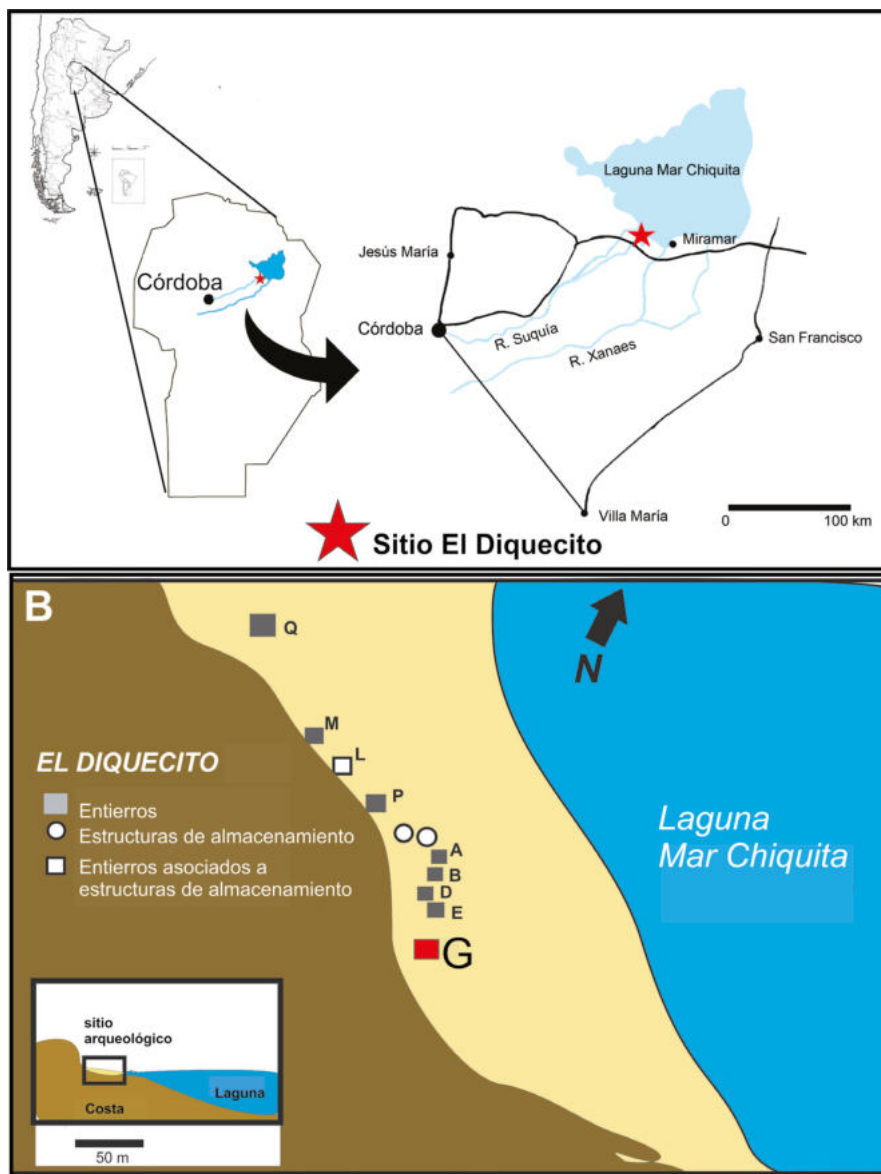 Laguna Mar Chiquita
Jesús María
Miramar
Córdoba
Córdoba
R. Suquía
R. Xanaes
San Francisco
Villa María
0 100 km
Sitio El Diquecito
B
N
Q
M
L
EL DIQUECITO
P
Entierros
Estructuras de almacenamiento
Entierros asociados a
estructuras de almacenamiento
A
B
D
E
G
Laguna
Mar Chiquita
sitio
arqueológico
Laguna
Costa
50 m